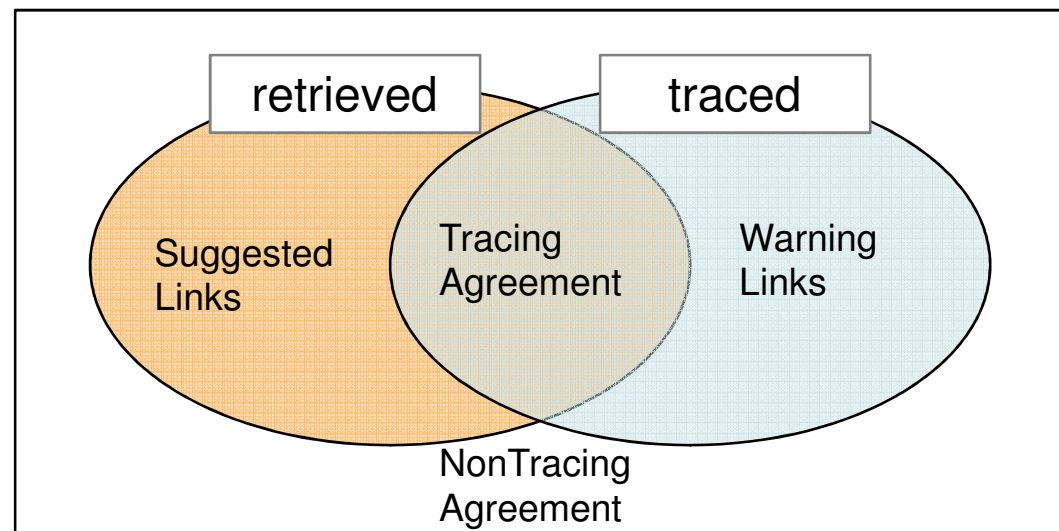 retrieved
traced
Suggested
Links
Tracing
Agreement
Warning
Links
NonTracing
Agreement